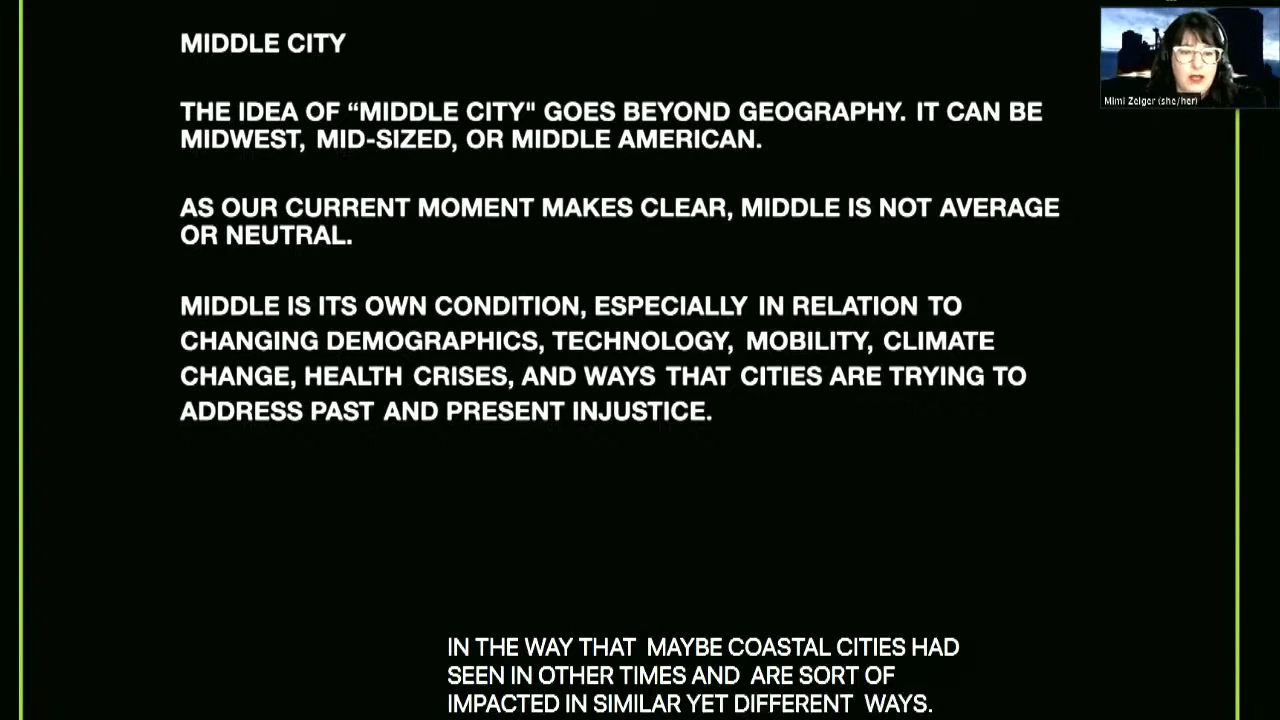 MIDDLE CITY
Mimi Zeiger (she/her)
THE IDEA OF “MIDDLE CITY" GOES BEYOND GEOGRAPHY. IT CAN BE
MIDWEST, MID-SIZED, OR MIDDLE AMERICAN.
AS OUR CURRENT MOMENT MAKES CLEAR, MIDDLE IS NOT AVERAGE
OR NEUTRAL.
MIDDLE IS ITS OWN CONDITION, ESPECIALLY IN RELATION TO
CHANGING DEMOGRAPHICS, TECHNOLOGY, MOBILITY, CLIMATE
CHANGE, HEALTH CRISES, AND WAYS THAT CITIES ARE TRYING TO
ADDRESS PAST AND PRESENT INJUSTICE.
IN THE WAY THAT MAYBE COASTAL CITIES HAD
SEEN IN OTHER TIMES AND ARE SORT OF
IMPACTED IN SIMILAR YET DIFFERENT WAYS.